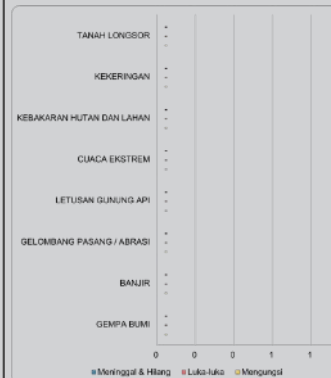 TANAH LONGSOR
KEKERINGAN
KEBAKARAN HUTAN DAN LAHAN
CUACA EKSTREM
LETUSAN GUNUNG API
GELOMBANG PASANG / ABRASI
BANJIR
GEMPA BUMI
0 0 0 1 1
Meninggal & Hilang Luka-luka Mengungsi